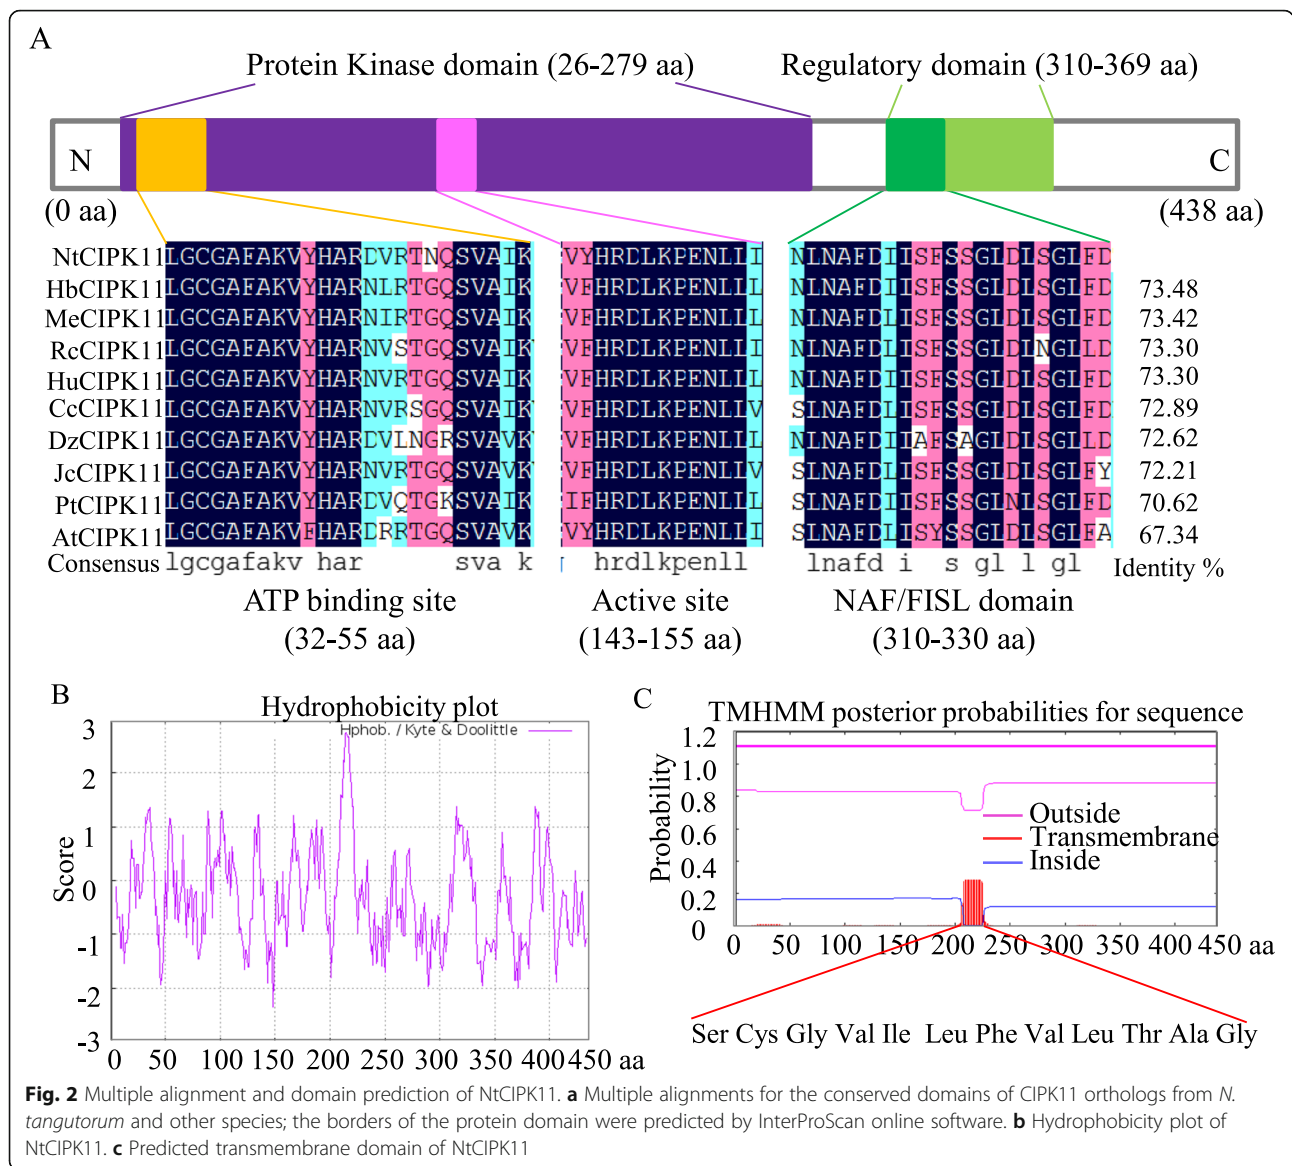 A
Protein Kinase domain (26-279 aa)
Regulatory domain (310-369 aa)
N
C
(0 aa)
(438 aa)
NtCIPK11 LGCGAFAKVYHARDVRTNQSVAIK VYHRDLKPENLLI NLNAFDIISFSSGLDLSGLFD
HbCIPK11 LGCGAFAKVYHARNLRTGQSVAIK VFHRDLKPENLLL NLNAFDIISFSSGLDLSGLFD 73.48
MeCIPK11 LGCGAFAKVYHARNIRTGQSVAIK VFHRDLKPENLLL NLNAFDIISFSSGLDLSGLFD 73.42
RcCIPK11 LGCGAFAKVYHARNVSTGQSVAIK VFHRDLKPENLLI NLNAFDLISFSSGLDLNGLLD 73.30
HuCIPK11 LGCGAFAKVYHARNVRTGQSVAIK VFHRDLKPENLLL NLNAFDIISFSSGLDLSGLFD 73.30
CcCIPK11 LGCGAFAKVYHARNVRSGQSVAIK VFHRDLKPENLLV SLNAFDIISFSSGLDLSGLFD 72.89
DzCIPK11 LGCGAFAKVYHARDVLNGRSVAVK VFHRDLKPENLLL NLNAFDIIAFSAGLDLSGLLD 72.62
JcCIPK11 LGCGAFAKVYHARNVRTGQSVAIK VFHRDLKPENLLV SLNAFDIISFSSGLDLSGLFY 72.21
PtCIPK11 LGCGAFAKVYHARDVQTGKSVAIK IFHRDLKPENLLL SLNAFDIISFSSGLNLSGLFD 70.62
AtCIPK11 LGCGAFAKVFHARDRRTGQSVAVK VYHRDLKPENLLI SLNAFDLISYSSGLDLSGLFA 67.34
Consensus lgcgafakv har sva k hrdlkpenll lnafd i s gl l gl Identity %
ATP binding site
(32-55 aa)
Active site
(143-155 aa)
NAF/FISL domain
(310-330 aa)
B
Hydrophobicity plot
Hphob. / Kyte & Doolittle
Score
3
2
1
0
-1
-2
-3
0 50 100 150 200 250 300 350 400 450 aa
C
TMHMM posterior probabilities for sequence
Probability
1.2
1.0
0.8
0.6
0.4
0.2
0
Outside
Transmembrane
Inside
0 50 100 150 200 250 300 350 400 450 aa
Ser Cys Gly Val Ile Leu Phe Val Leu Thr Ala Gly
Fig. 2 Multiple alignment and domain prediction of NtCIPK11. a Multiple alignments for the conserved domains of CIPK11 orthologs from N.
tangutorum and other species; the borders of the protein domain were predicted by InterProScan online software. b Hydrophobicity plot of
NtCIPK11. c Predicted transmembrane domain of NtCIPK11